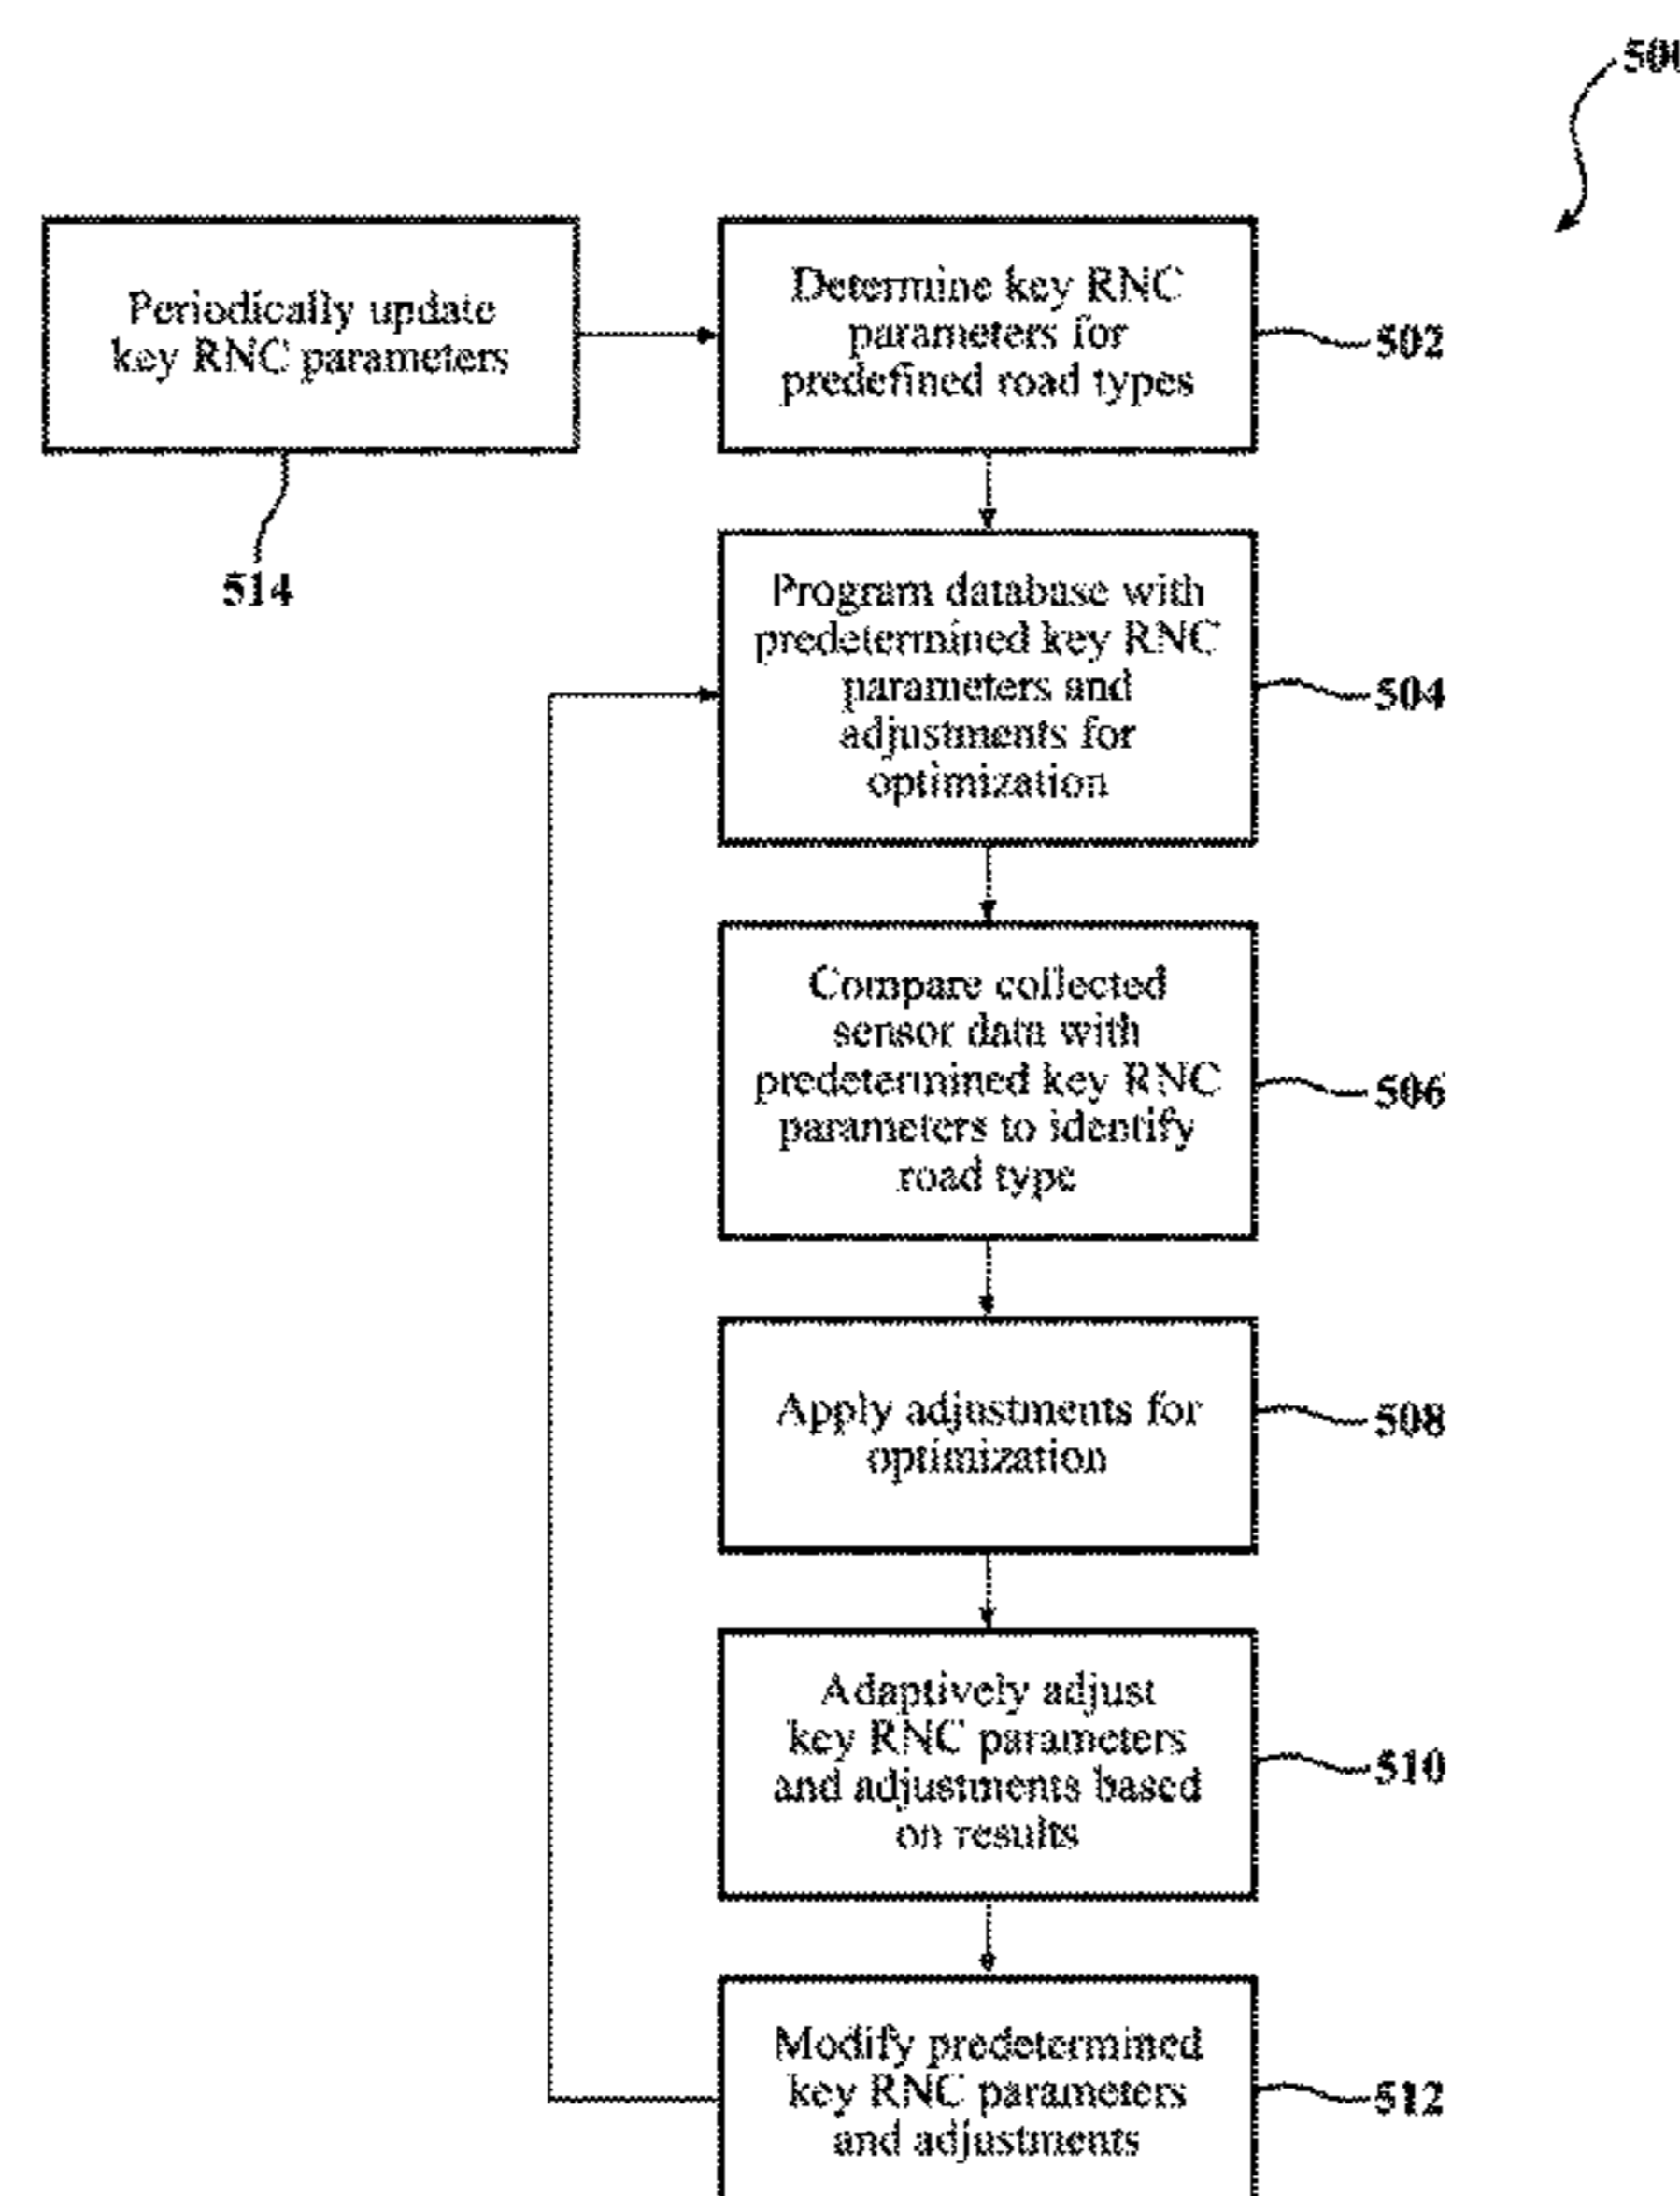 500
Periodically update
key RNC parameters
514
Determine key RNC
parameters for
predefined road types
502
Program database with
predetermined key RNC
parameters and
adjustments for
optimization
504
Compare collected
sensor data with
predetermined key RNC
parameters to identify
road type
506
Apply adjustments for
optimization
508
Adaptively adjust
key RNC parameters
and adjustments based
on results
510
Modify predetermined
key RNC parameters
and adjustments
512